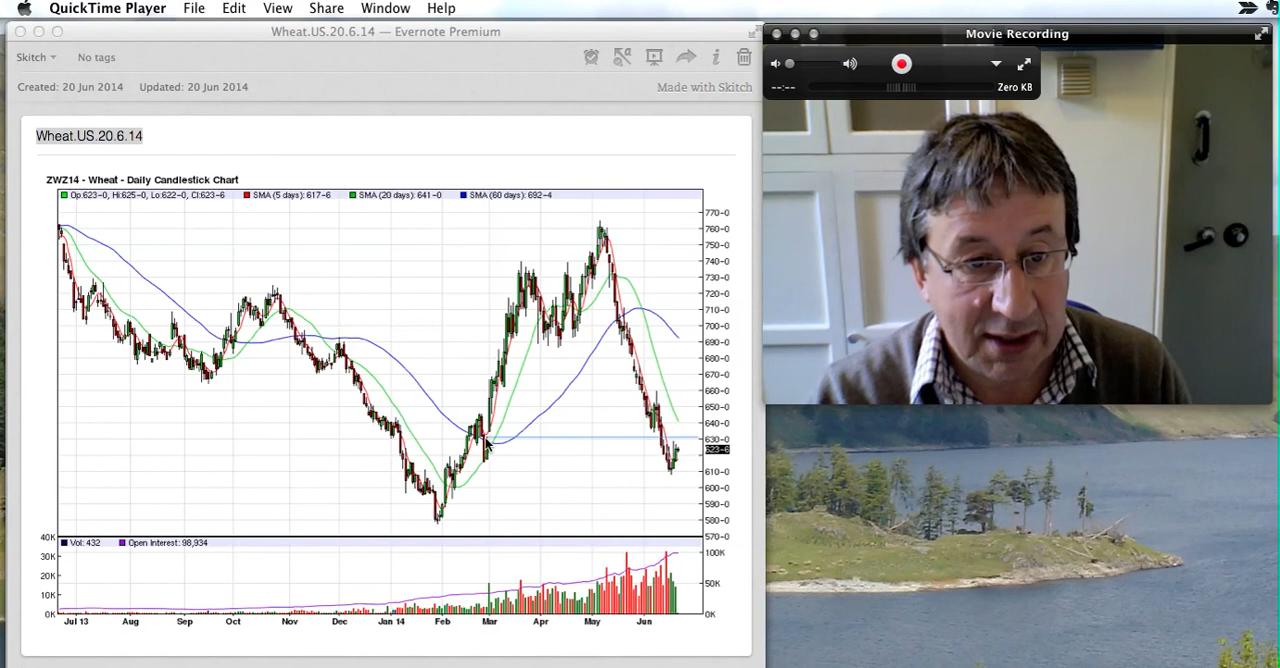 QuickTime Player File Edit View Share Window Help
Wheat.US.20.6.14 — Evernote Premium
Movie Recording
Skitch No tags
--:-- Zero KB
Created: 20 Jun 2014 Updated: 20 Jun 2014 Made with Skitch
Wheat.US.20.6.14
ZWZ14 - Wheat - Daily Candlestick Chart
Op:623-0, Hi:625-0, Lo:622-0, Cl:623-6 SMA (5 days): 617-6 SMA (20 days): 641-0 SMA (60 days): 692-4
770-0
760-0
750-0
740-0
730-0
720-0
710-0
700-0
690-0
680-0
670-0
660-0
650-0
640-0
630-0
623-6
610-0
600-0
590-0
580-0
570-0
Vol: 432 Open Interest: 98,934
40K
30K 100K
20K 50K
10K
0K 0K
Jul 13 Aug Sep Oct Nov Dec Jan 14 Feb Mar Apr May Jun